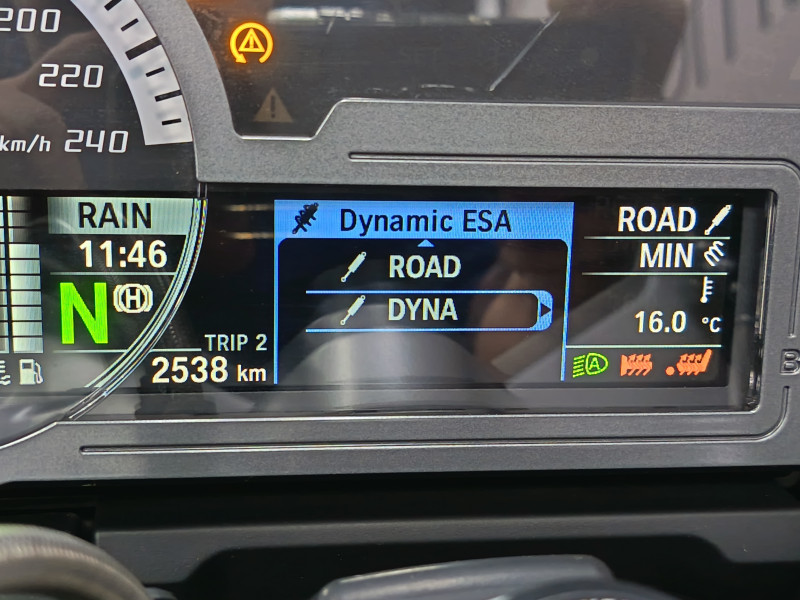 200
220
km/h 240
RAIN
11:46
N (H)
TRIP 2
2538 km
Dynamic ESA
ROAD
DYNA
ROAD
MIN
16.0 °C
A
B